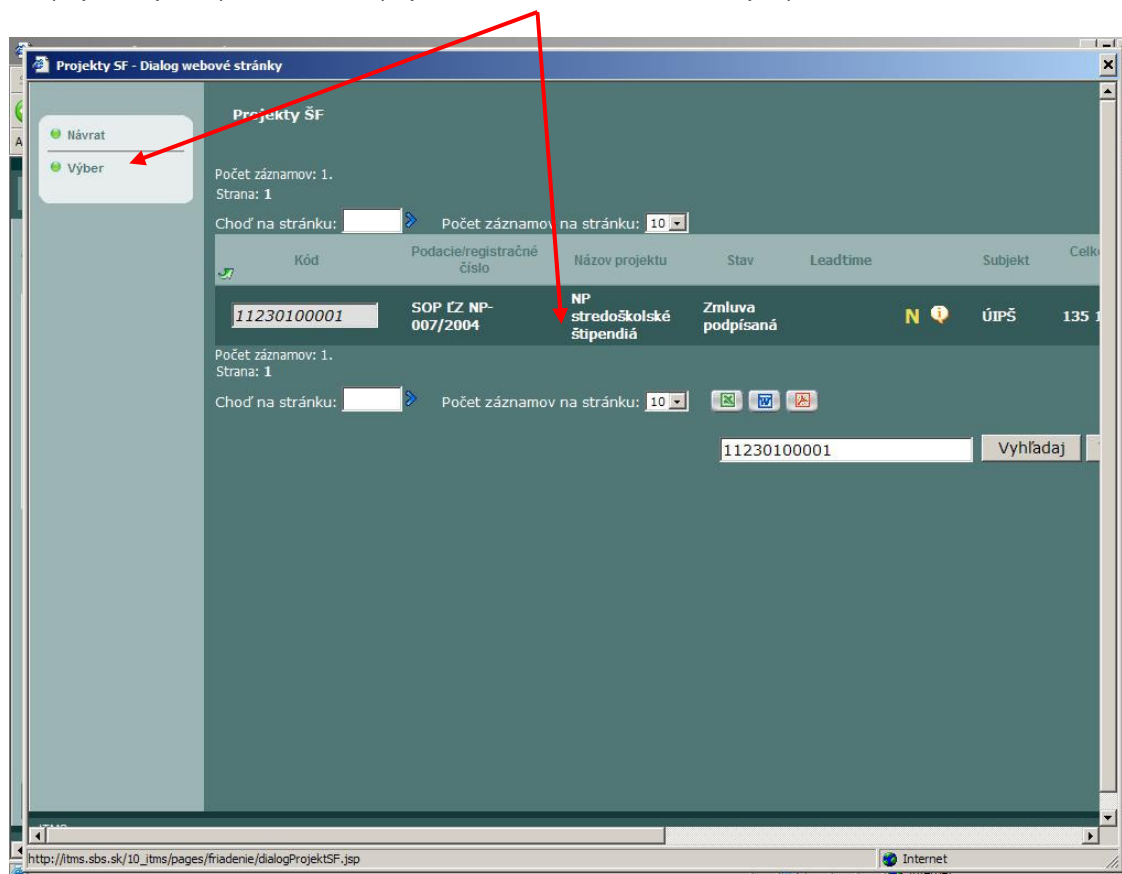 Projekty SF - Dialog webové stránky
Návrat
Výber
Projekty ŠF
Počet záznamov: 1.
Strana: 1
Choď na stránku: Počet záznamov na stránku: 10
Kód Podacie/registračné číslo Názov projektu Stav Leadtime Subjekt
11230100001 SOP ĽZ NP-007/2004 NP stredoškolské štipendiá Zmluva podpísaná N ÚIPŠ 135 1
Počet záznamov: 1.
Strana: 1
Choď na stránku: Počet záznamov na stránku: 10
11230100001 Vyhľadaj
http://itms.sbs.sk/10_itms/pages/friadenie/dialogProjektSF.jsp Internet